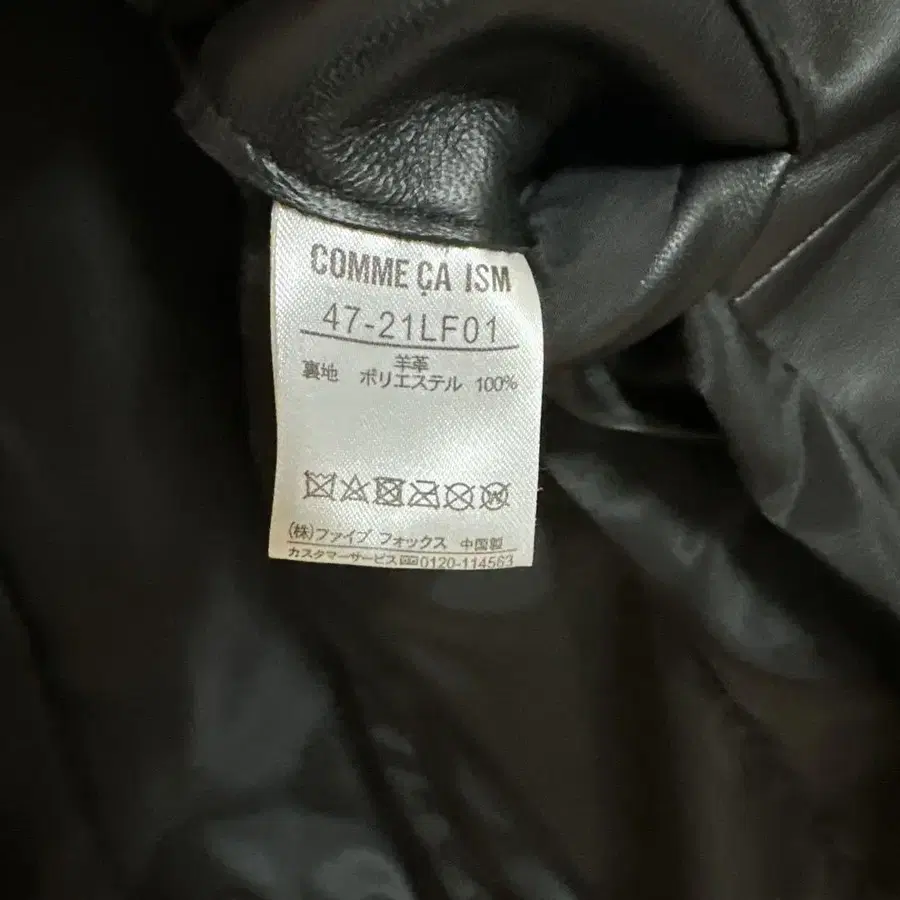 COMME ÇA ISM
47-21LF01
羊革
裏地 ポリエステル 100%
W
(株)ファイブ フォックス 中国製
カスタマーサービス 0120-114563